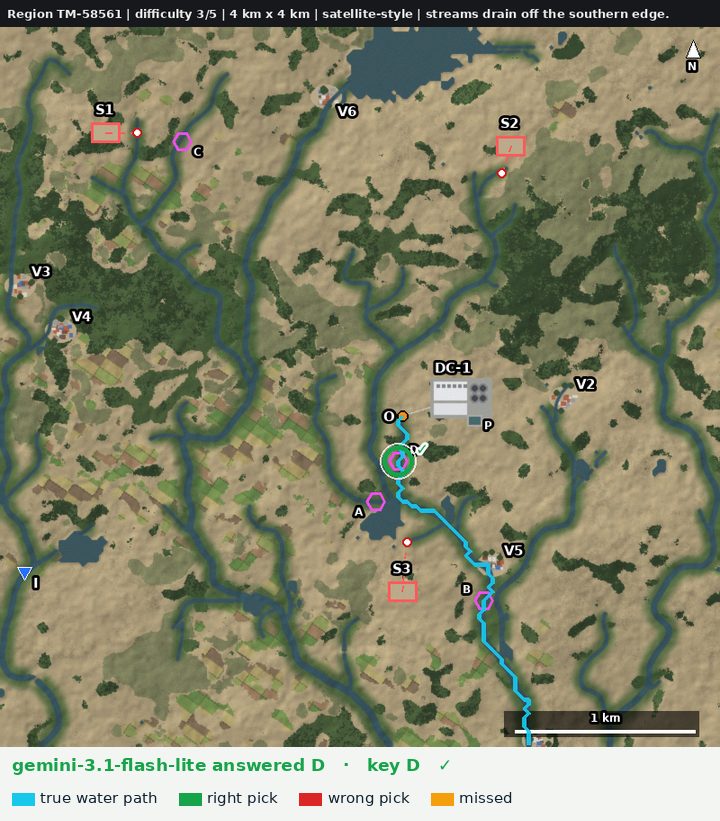 Region TM-58561 | difficulty 3/5 | 4 km x 4 km | satellite-style | streams drain off the southern edge.
N
S1
C
V6
S2
V3
V4
DC-1
V2
O
P
D ✓
A
V5
S3
I
B
1 km
gemini-3.1-flash-lite answered D · key D ✓
true water path
right pick
wrong pick
missed